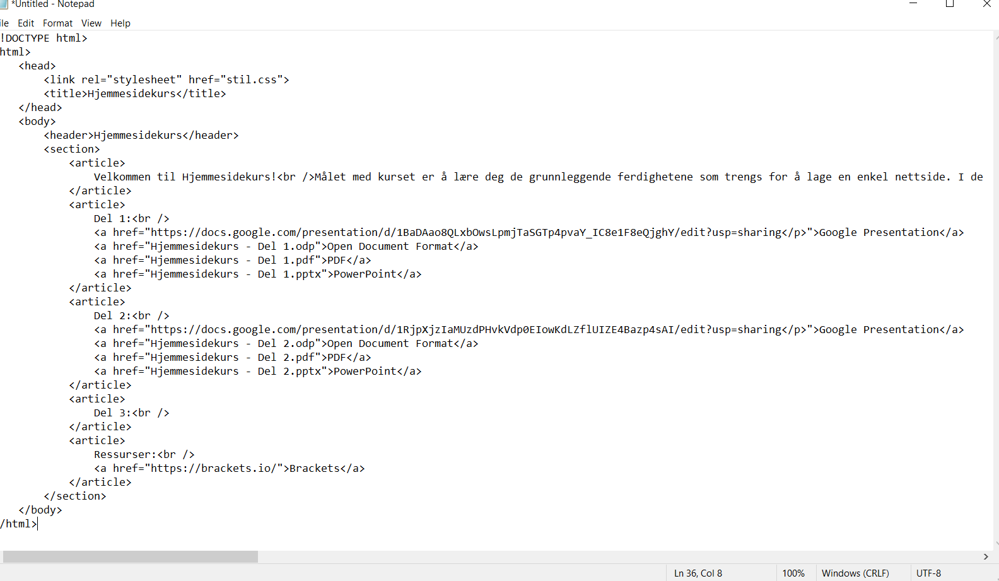 *Untitled - Notepad
ile Edit Format View Help
!DOCTYPE html>
html>
<head>
<link rel="stylesheet" href="stil.css">
<title>Hjemmesidekurs</title>
</head>
<body>
<header>Hjemmesidekurs</header>
<section>
<article>
Velkommen til Hjemmesidekurs!<br />Målet med kurset er å lære deg de grunnleggende ferdighetene som trengs for å lage en enkel nettside. I de
</article>
<article>
Del 1:<br />
<a href="https://docs.google.com/presentation/d/1BaDAao8QLxbOwsLpmjTaSGTp4pvaY_IC8e1F8eQjghY/edit?usp=sharing</p>">Google Presentation</a>
<a href="Hjemmesidekurs - Del 1.odp">Open Document Format</a>
<a href="Hjemmesidekurs - Del 1.pdf">PDF</a>
<a href="Hjemmesidekurs - Del 1.pptx">PowerPoint</a>
</article>
<article>
Del 2:<br />
<a href="https://docs.google.com/presentation/d/1RjpXjzIaMUzdPHvkVdp0EIowKdLZflUIZE4Bazp4sAI/edit?usp=sharing</p>">Google Presentation</a>
<a href="Hjemmesidekurs - Del 2.odp">Open Document Format</a>
<a href="Hjemmesidekurs - Del 2.pdf">PDF</a>
<a href="Hjemmesidekurs - Del 2.pptx">PowerPoint</a>
</article>
<article>
Del 3:<br />
</article>
<article>
Ressurser:<br />
<a href="https://brackets.io/">Brackets</a>
</article>
</section>
</body>
/html>
Ln 36, Col 8 100% Windows (CRLF) UTF-8